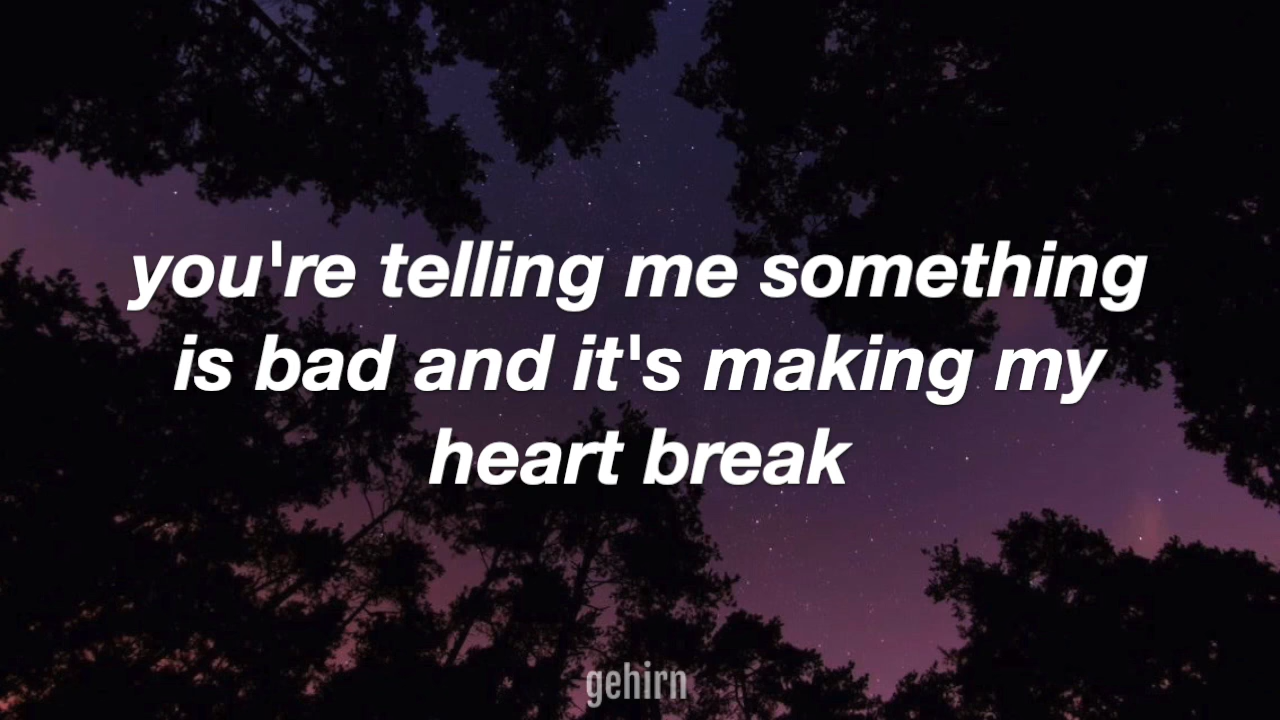 you're telling me something
is bad and it's making my
heart break
gehirn